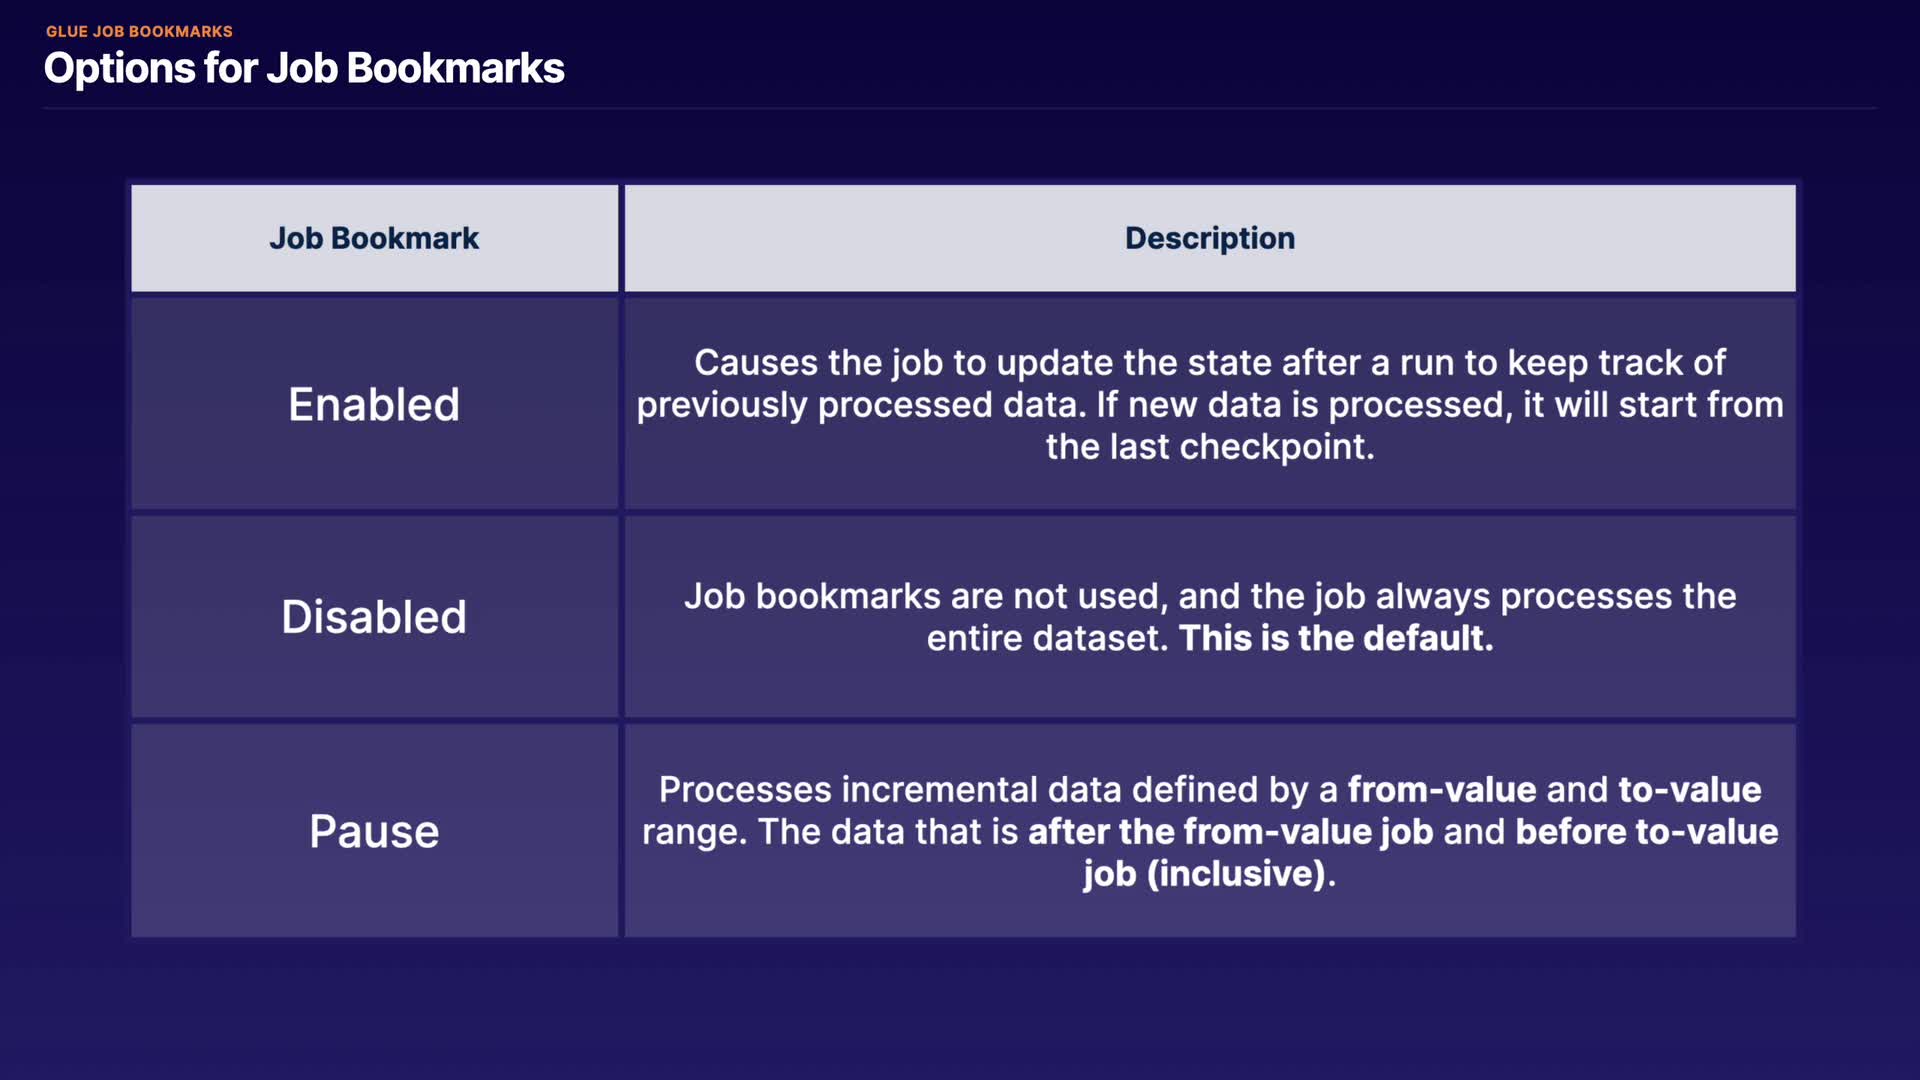 GLUE JOB BOOKMARKS
Options for Job Bookmarks
Job Bookmark
Description
Enabled
Causes the job to update the state after a run to keep track of
previously processed data. If new data is processed, it will start from
the last checkpoint.
Disabled
Job bookmarks are not used, and the job always processes the
entire dataset. This is the default.
Pause
Processes incremental data defined by a from-value and to-value
range. The data that is after the from-value job and before to-value
job (inclusive).